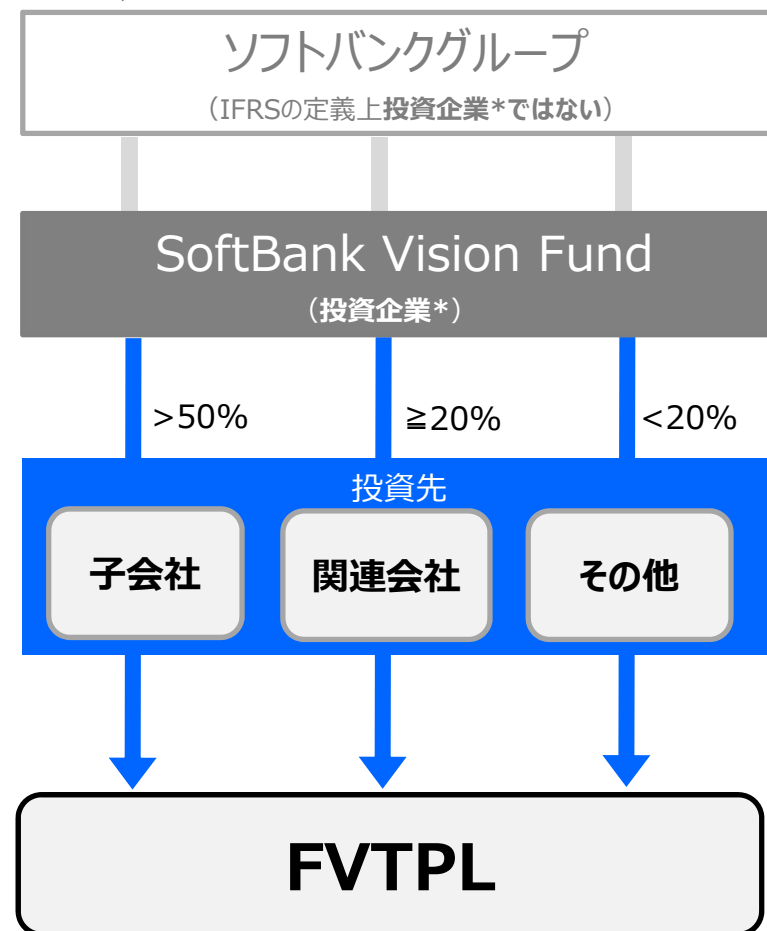 ソフトバンクグループ
（IFRSの定義上投資企業*ではない）
SoftBank Vision Fund
（投資企業*）
>50%
≧20%
<20%
投資先
子会社
関連会社
その他
FVTPL